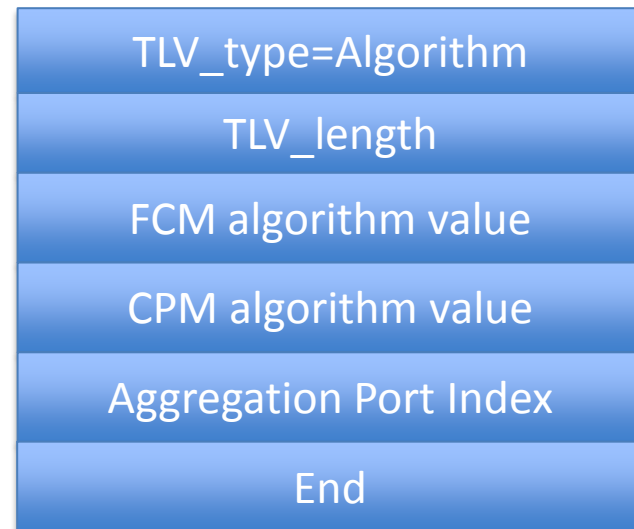 TLV_type=Algorithm
TLV_length
FCM algorithm value
CPM algorithm value
Aggregation Port Index
End